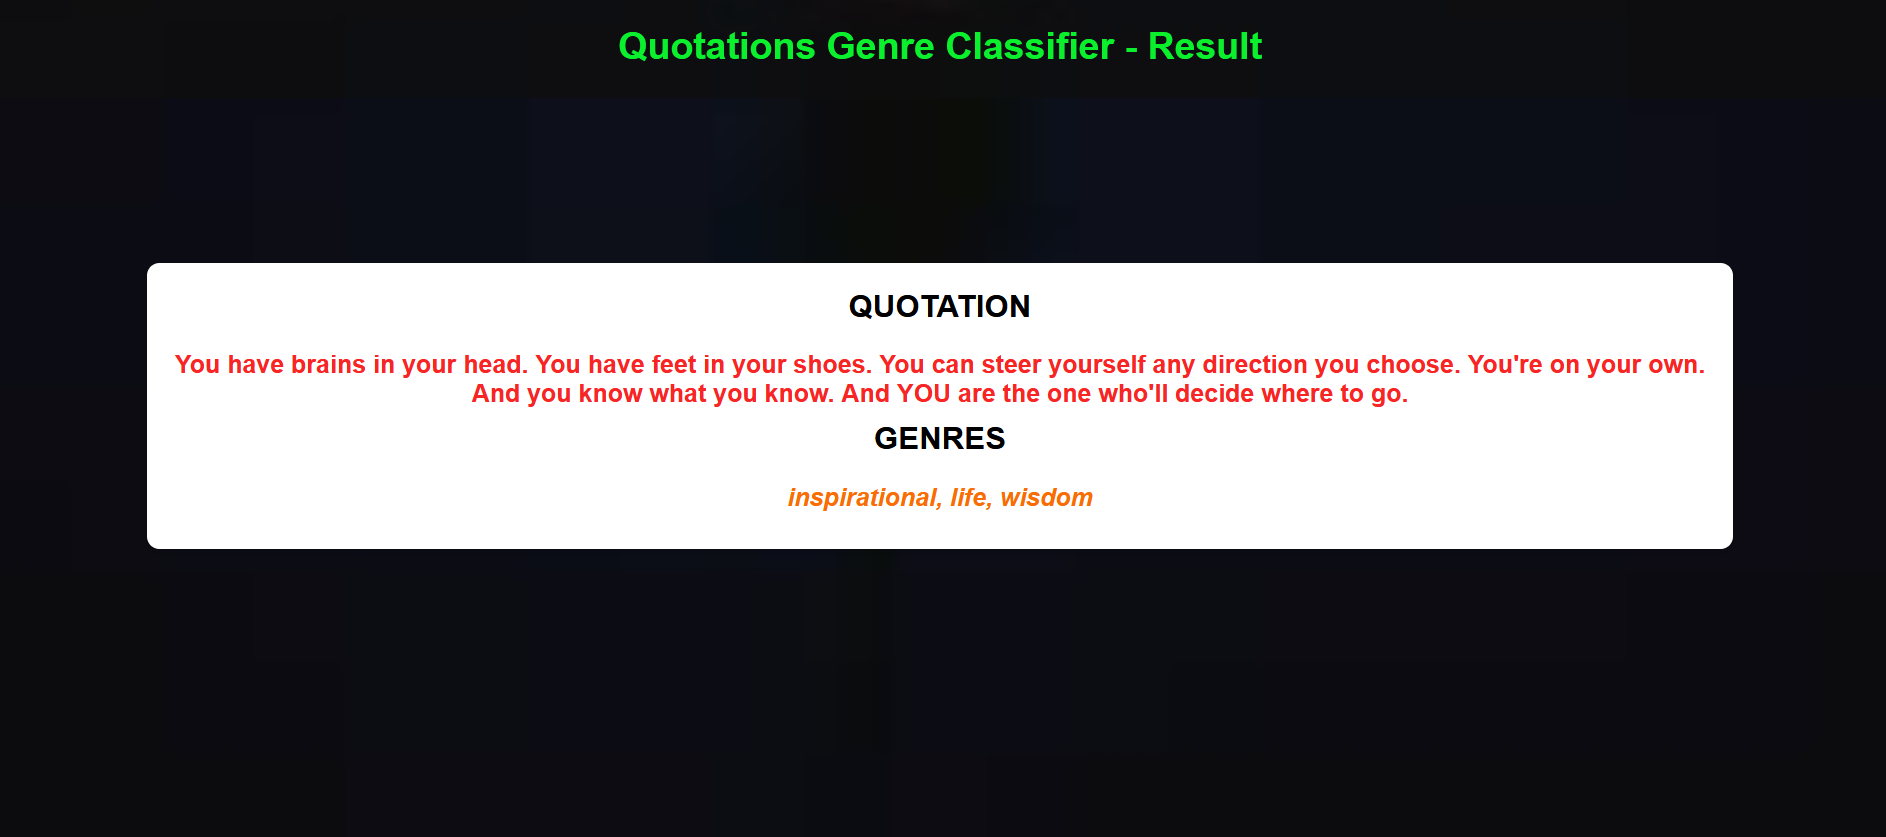 Quotations Genre Classifier - Result
QUOTATION
You have brains in your head. You have feet in your shoes. You can steer yourself any direction you choose. You're on your own.
And you know what you know. And YOU are the one who'll decide where to go.
GENRES
inspirational, life, wisdom